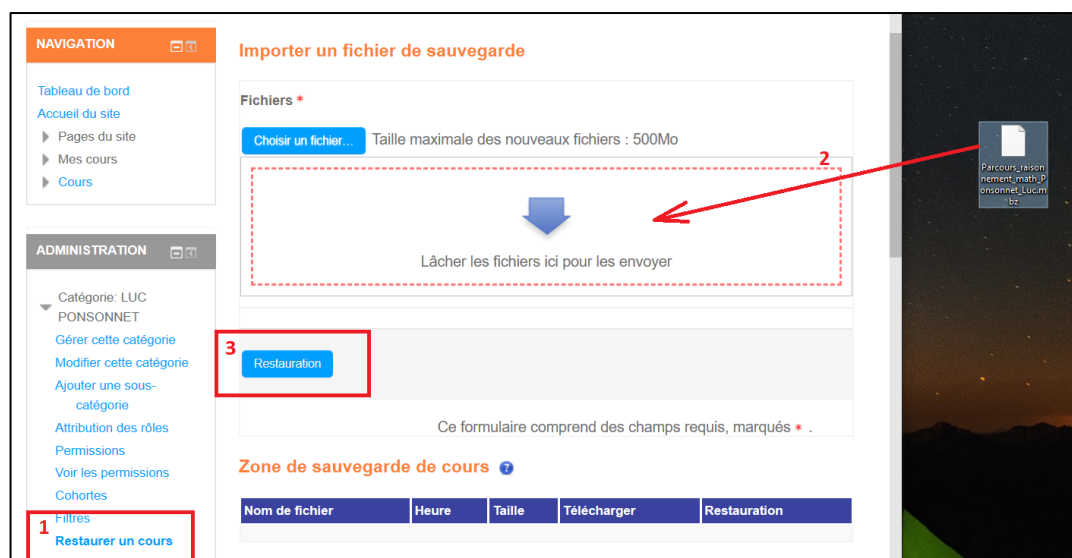 NAVIGATION
Tableau de bord
Accueil du site
Pages du site
Mes cours
Cours
ADMINISTRATION
Catégorie: LUC
PONSONNET
Gérer cette catégorie
Modifier cette catégorie
Ajouter une sous-
catégorie
Attribution des rôles
Permissions
Voir les permissions
Cohortes
Filtres
1
Restaurer un cours
Importer un fichier de sauvegarde
Fichiers *
Choisir un fichier... Taille maximale des nouveaux fichiers : 500Mo
2
Lâcher les fichiers ici pour les envoyer
3
Restauration
Ce formulaire comprend des champs requis, marqués * .
Zone de sauvegarde de cours ?
Nom de fichier Heure Taille Télécharger Restauration
Parcours_raison
nement_math_P
onsonnet_Luc.m
bz